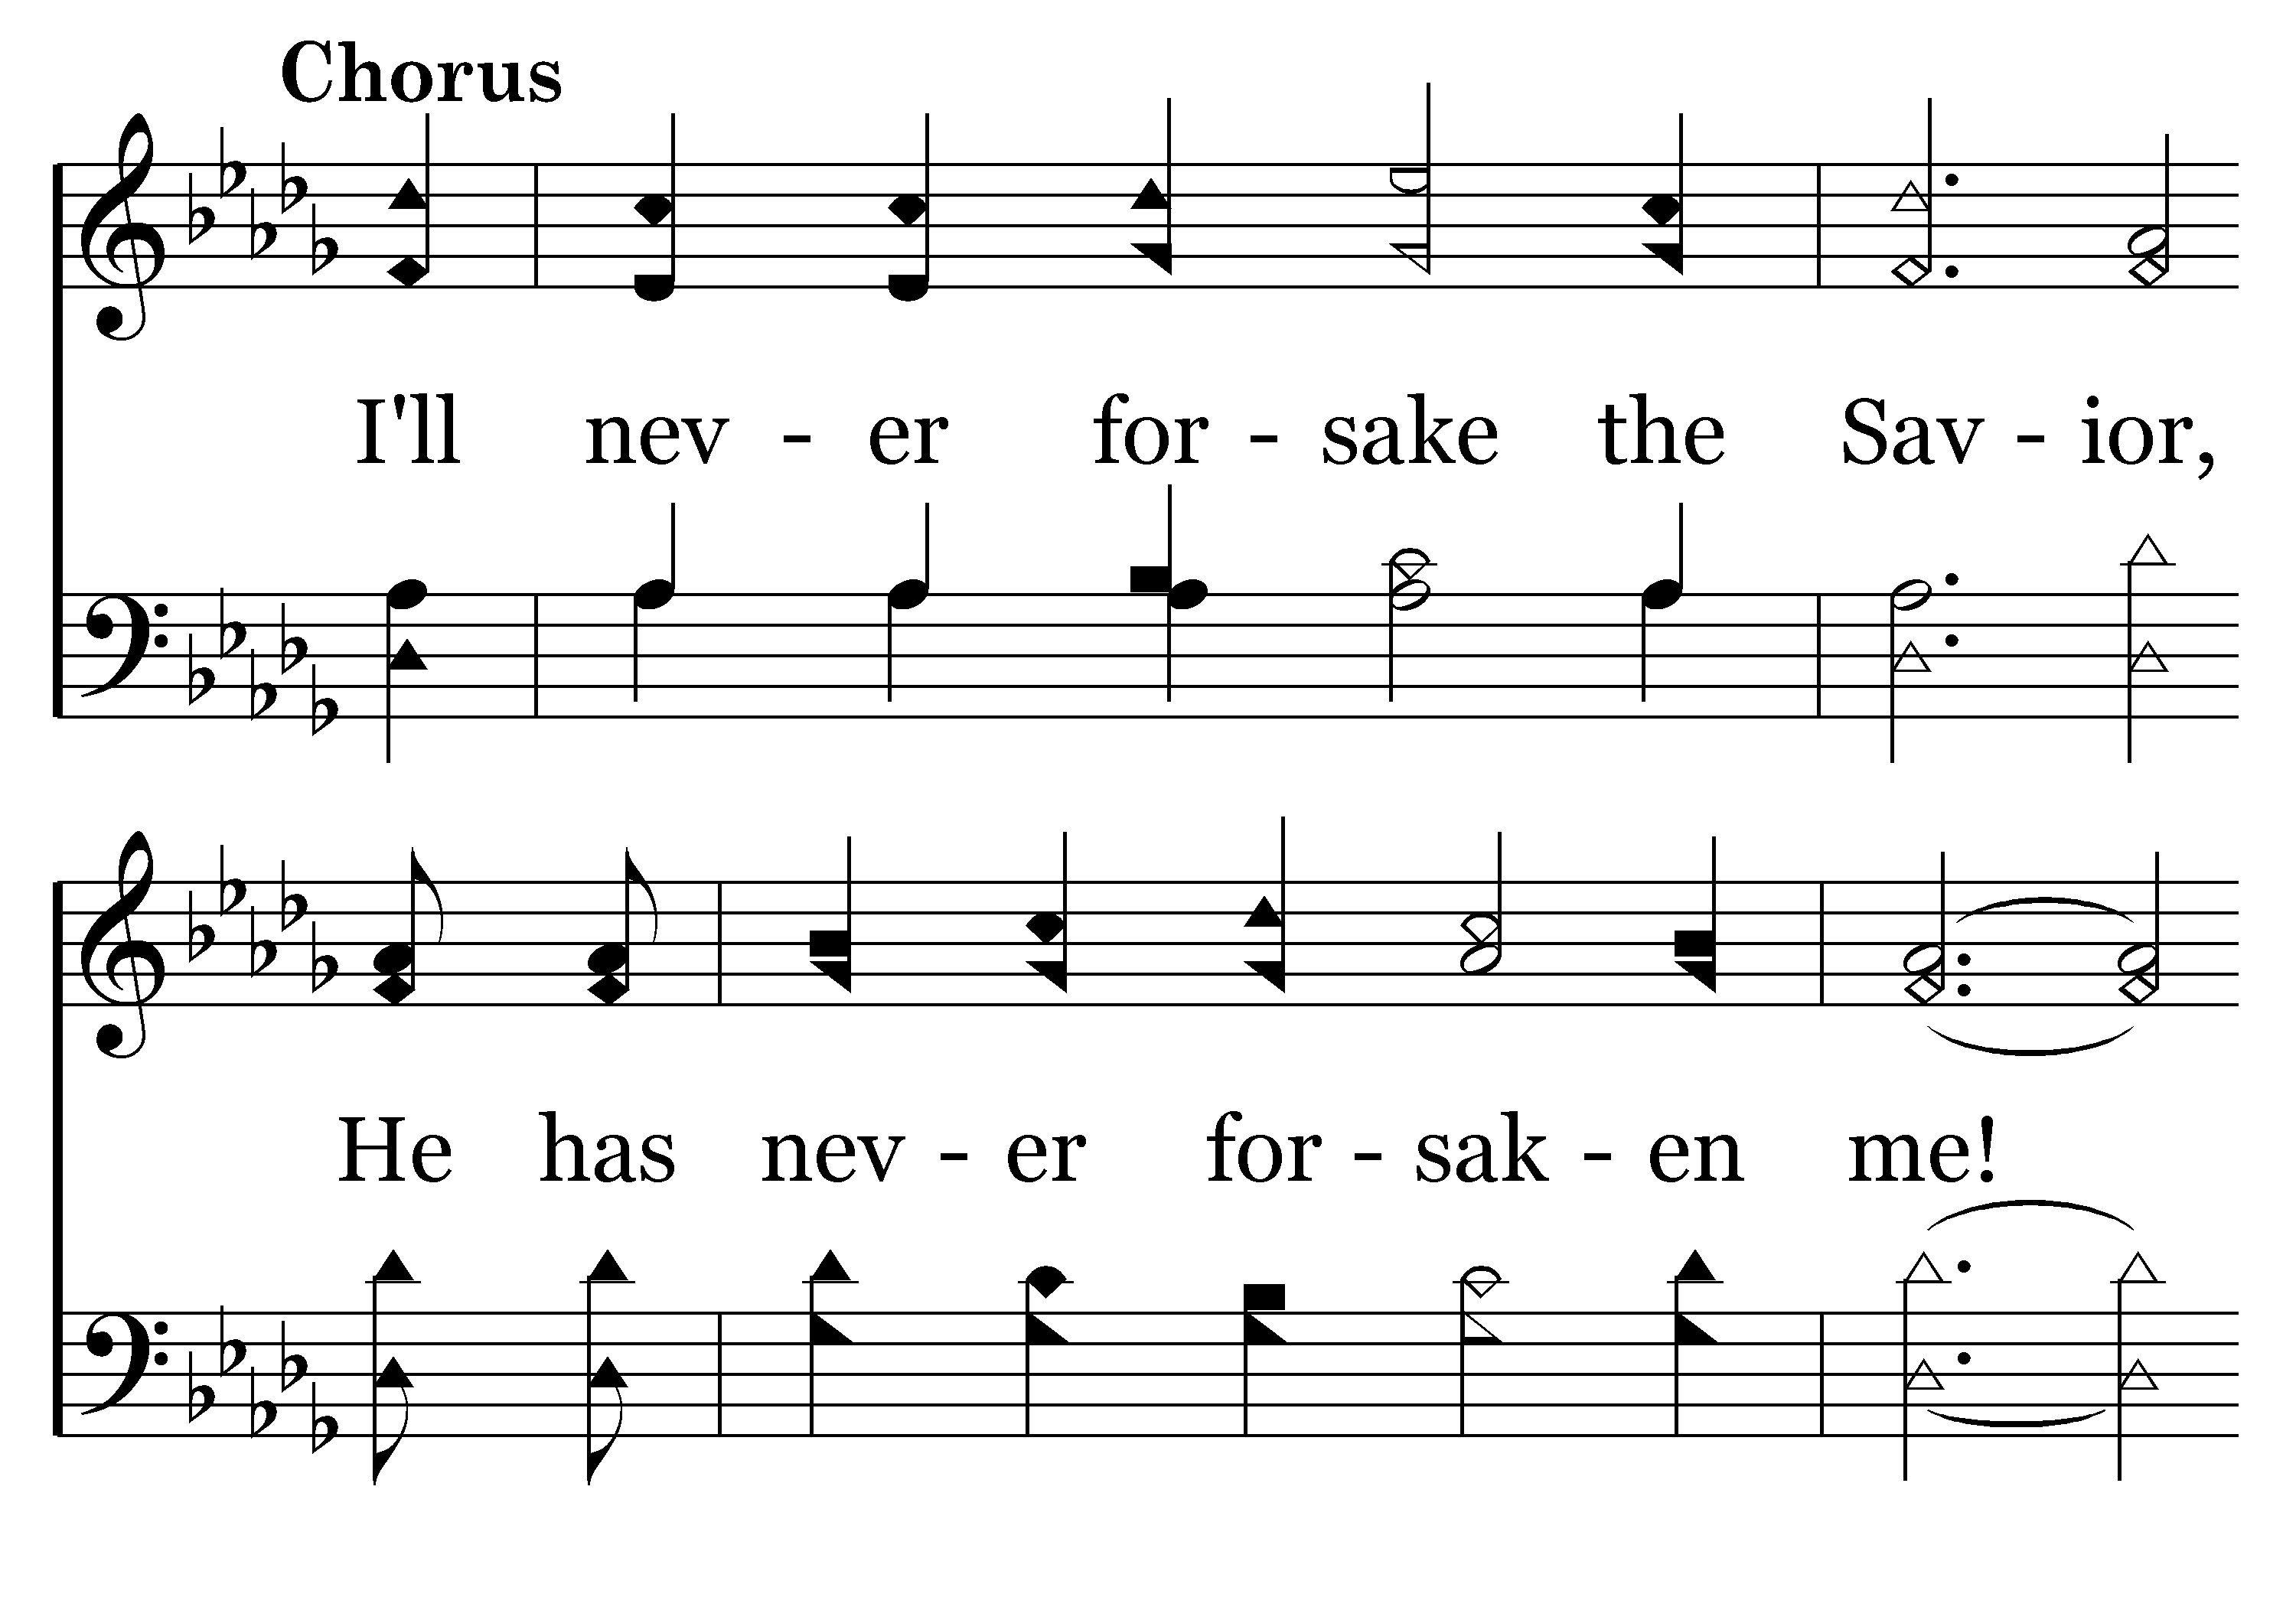 Chorus
I'll nev - er for - sake the Sav - ior,
He has nev - er for - sak - en me!